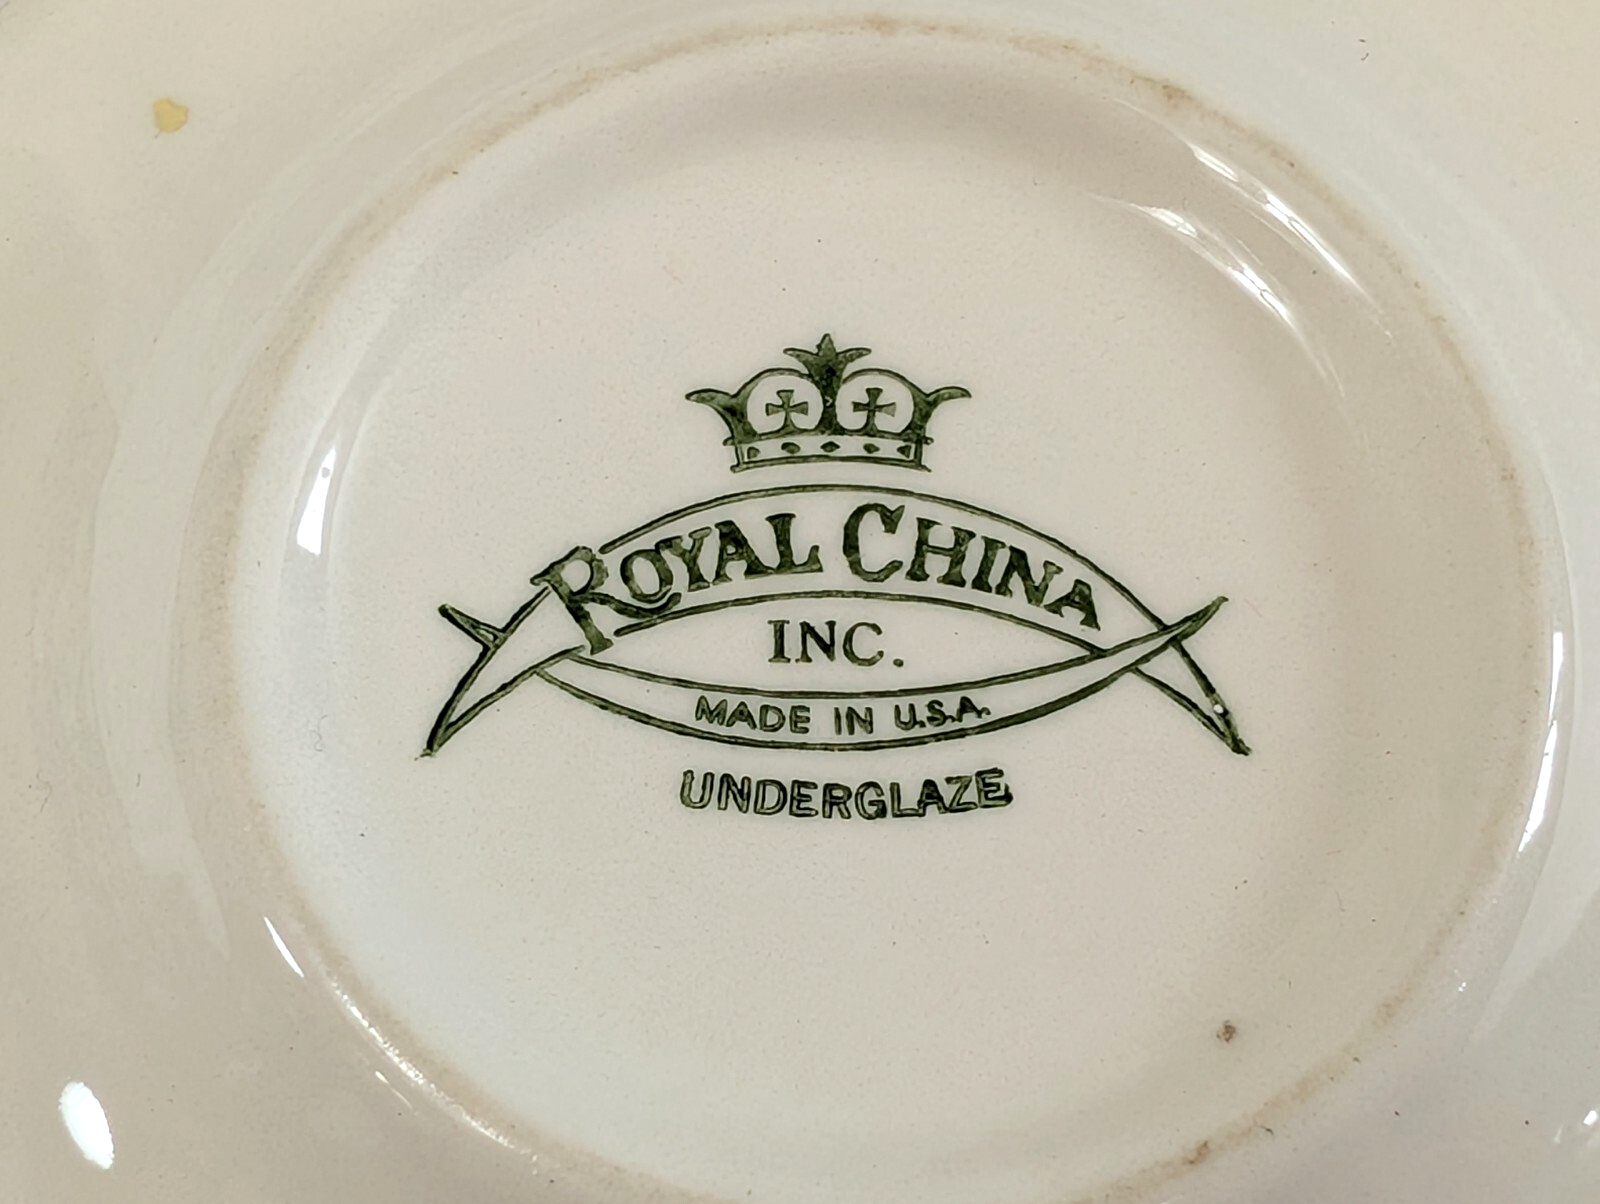 ROYAL CHINA
INC.
MADE IN U.S.A.
UNDERGLAZE